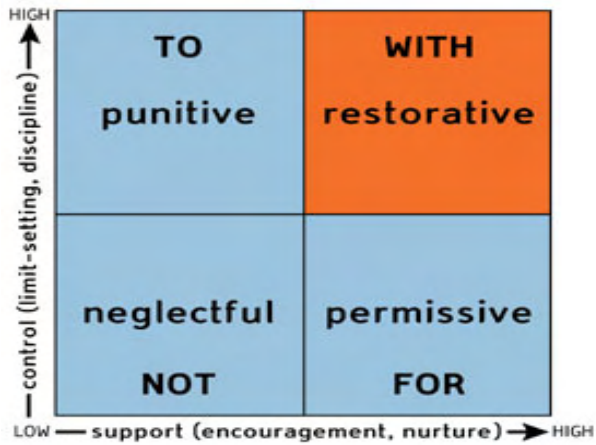 HIGH
control (limit-setting, discipline)
TO
punitive
WITH
restorative
neglectful
NOT
permissive
FOR
LOW
support (encouragement, nurture)
HIGH